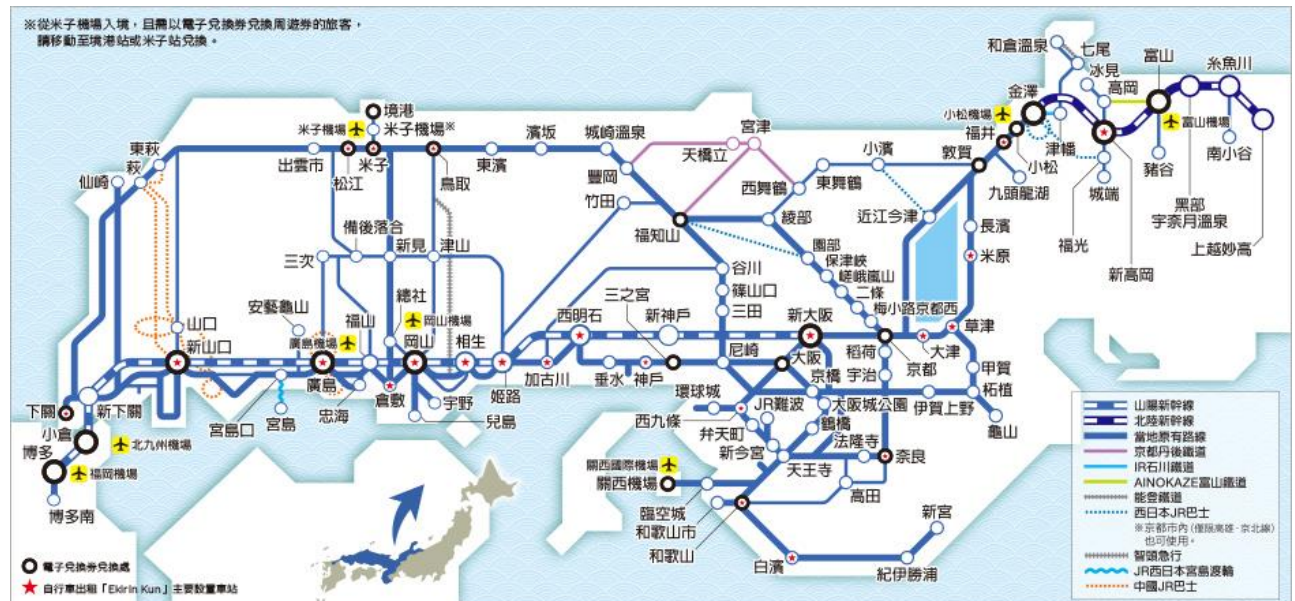 ※從米子機場入境，且需以電子兌換券兌換周遊券的旅客，
請移動至境港站或米子站兌換。
和倉溫泉
七尾
冰見
高岡
富山
糸魚川
金澤
小松機場
福井
富山機場
津幡
小松
九頭龍湖
敦賀
城端
福光
新高岡
豬谷
黑部
宇奈月溫泉
南小谷
上越妙高
境港
米子機場
米子機場※
東萩
萩
仙崎
出雲市
松江
米子
鳥取
東濱
濱坂
城崎溫泉
豐岡
竹田
天橋立
宮津
西舞鶴
東舞鶴
小濱
近江今津
福知山
綾部
園部
保津峽
嵯峨嵐山
二條
梅小路京都西
長濱
米原
草津
備後落合
三次
新見
津山
總社
安藝龜山
福山
岡山機場
岡山
相生
谷川
篠山口
三田
三之宮
西明石
新神戶
新大阪
山口
新山口
廣島機場
廣島
姬路
加古川
垂水
神戶
尼崎
大阪
京橋
稻荷
宇治
京都
大津
甲賀
柘植
下關
新下關
小倉
博多
北九州機場
福岡機場
博多南
宮島口
宮島
忠海
倉敷
宇野
兒島
環球城
JR難波
大阪城公園
伊賀上野
龜山
西九條
弁天町
鶴橋
新今宮
法隆寺
天王寺
奈良
高田
關西國際機場
關西機場
臨空城
和歌山市
和歌山
新宮
白濱
紀伊勝浦
山陽新幹線
北陸新幹線
當地原有路線
京都丹後鐵道
IR石川鐵道
AINOKAZE富山鐵道
能登鐵道
西日本JR巴士
※京都市內（僅限高雄・京北線）
也可使用。
智頭急行
JR西日本宮島渡輪
中國JR巴士
電子兌換券兌換處
自行車出租「Ekirin Kun」主要設置車站